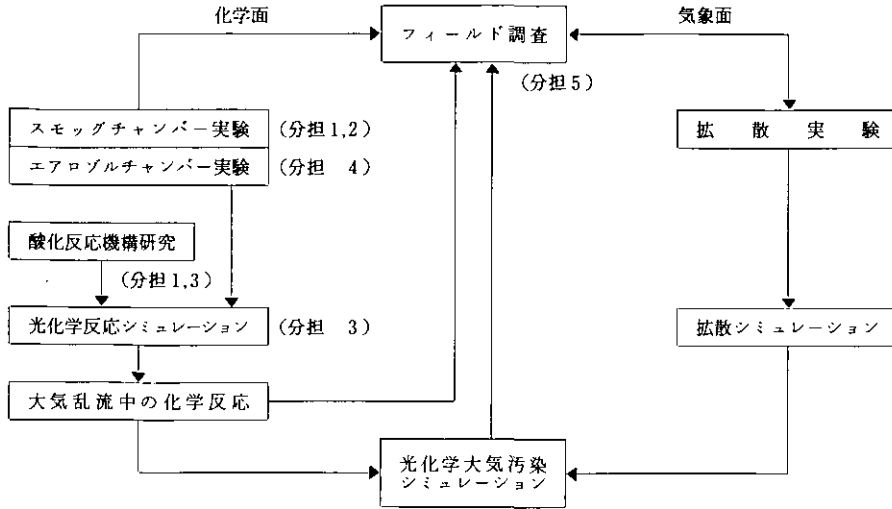 化学面
気象面
フィールド調査
(分担5)
スモッグチャンバー実験 (分担1,2)
エアロゾルチャンバー実験 (分担 4)
拡散実験
酸化反応機構研究
(分担1,3)
光化学反応シミュレーション (分担 3)
拡散シミュレーション
大気乱流中の化学反応
光化学大気汚染
シミュレーション